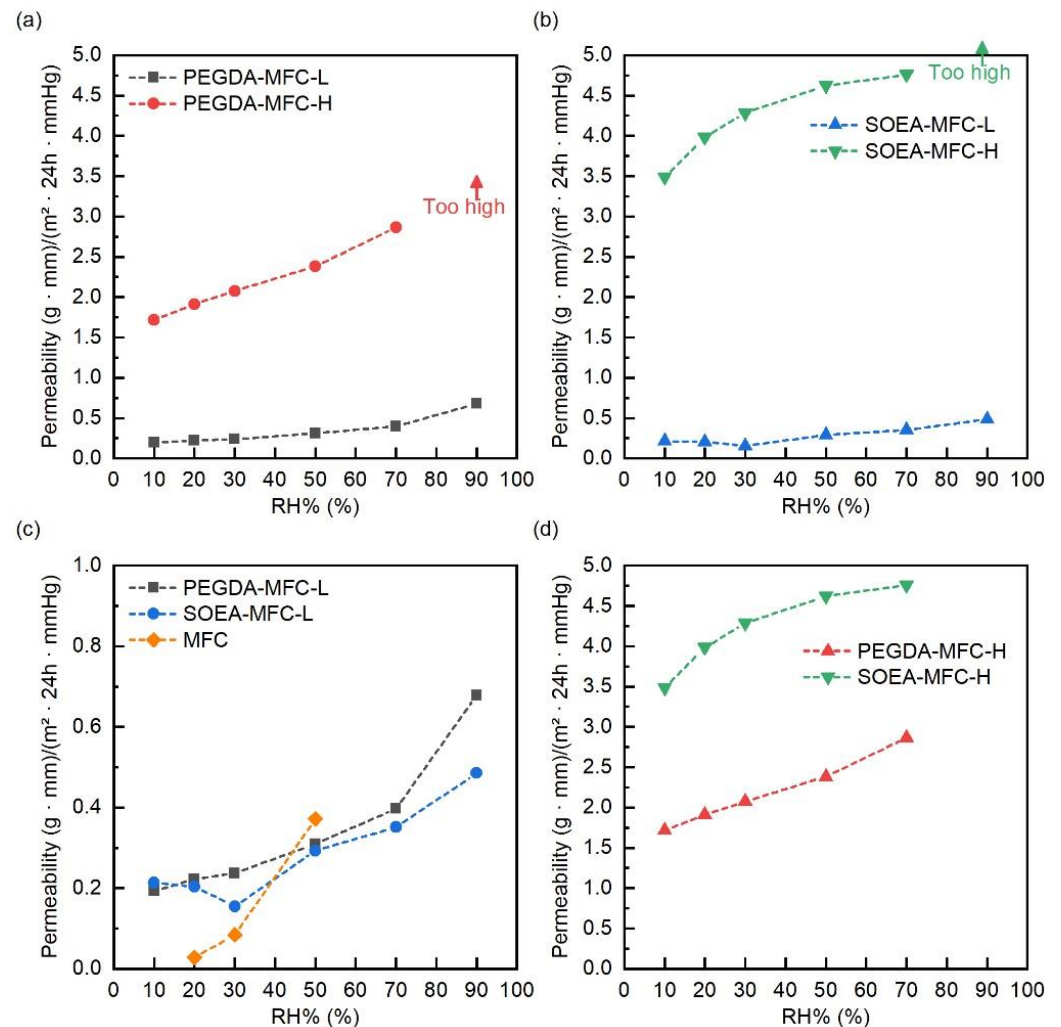 (a)
Permeability (g · mm)/(m² · 24h · mmHg)
5.0
4.5
4.0
3.5
3.0
2.5
2.0
1.5
1.0
0.5
0.0
PEGDA-MFC-L
PEGDA-MFC-H
Too high
0 10 20 30 40 50 60 70 80 90 100
RH% (%)
(b)
Permeability (g · mm)/(m² · 24h · mmHg)
5.0
4.5
4.0
3.5
3.0
2.5
2.0
1.5
1.0
0.5
0.0
Too high
SOEA-MFC-L
SOEA-MFC-H
0 10 20 30 40 50 60 70 80 90 100
RH% (%)
(c)
Permeability (g · mm)/(m² · 24h · mmHg)
1.0
0.8
0.6
0.4
0.2
0.0
PEGDA-MFC-L
SOEA-MFC-L
MFC
0 10 20 30 40 50 60 70 80 90 100
RH% (%)
(d)
Permeability (g · mm)/(m² · 24h · mmHg)
5.0
4.5
4.0
3.5
3.0
2.5
2.0
1.5
1.0
0.5
0.0
PEGDA-MFC-H
SOEA-MFC-H
0 10 20 30 40 50 60 70 80 90 100
RH% (%)